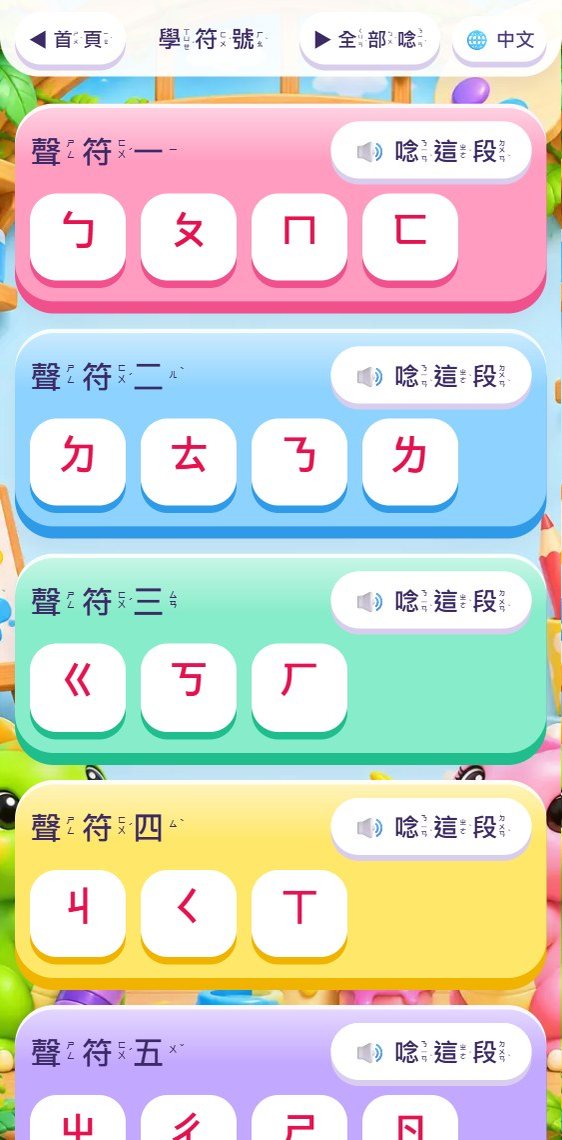 ◀ 首頁 學符號 ▶ 全部唸 🌐 中文
聲符一 🔊 唸這段
ㄅ ㄆ ㄇ ㄈ
聲符二 🔊 唸這段
ㄉ ㄊ ㄋ ㄌ
聲符三 🔊 唸這段
ㄍ ㄎ ㄏ
聲符四 🔊 唸這段
ㄐ ㄑ ㄒ
聲符五 🔊 唸這段
ㄓ ㄔ ㄕ ㄖ